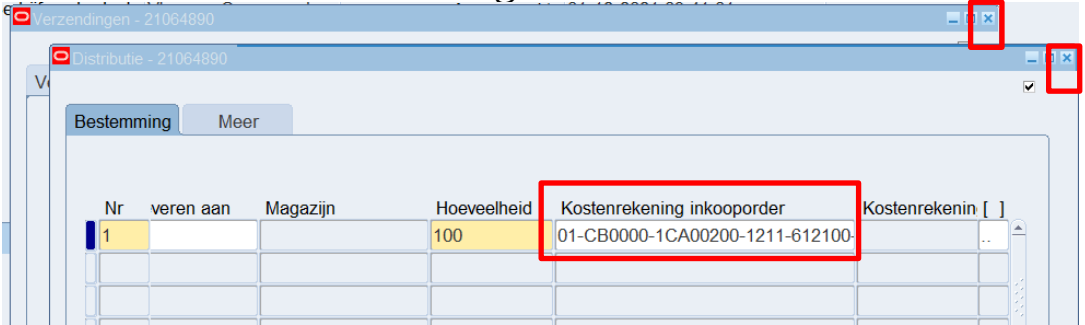 Verzendingen - 21064890
Distributie - 21064890
Bestemming Meer
Nr veren aan Magazijn Hoeveelheid Kostenrekening inkooporder Kostenrekenin [ ]
1 100 01-CB0000-1CA00200-1211-612100- ..